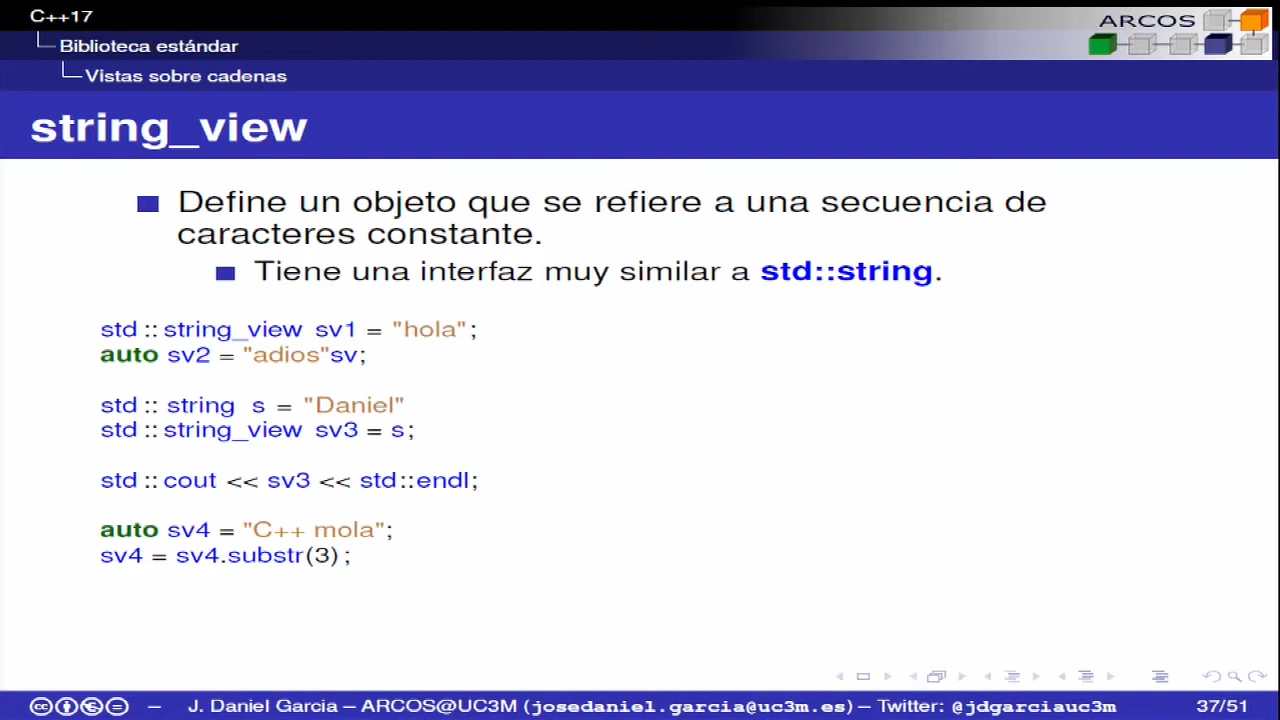 C++17
ARCOS
Biblioteca estándar
Vistas sobre cadenas
string_view
Define un objeto que se refiere a una secuencia de
caracteres constante.
Tiene una interfaz muy similar a std::string.
std :: string_view sv1 = "hola";
auto sv2 = "adios"sv;
std :: string s = "Daniel"
std :: string_view sv3 = s;
std :: cout << sv3 << std::endl;
auto sv4 = "C++ mola";
sv4 = sv4.substr(3);
J. Daniel Garcia – ARCOS@UC3M (josedaniel.garcia@uc3m.es) – Twitter: @jdgarciauc3m 37/51